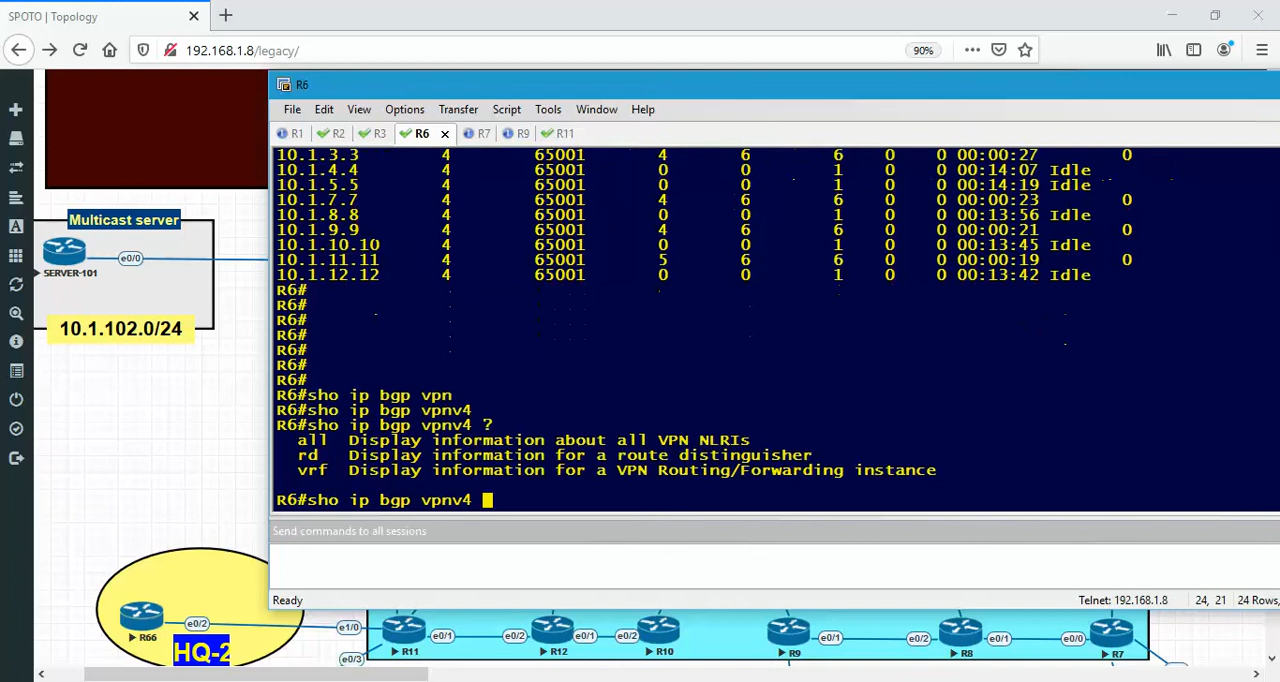 SPOTO | Topology
192.168.1.8/legacy/
90%
R6
File Edit View Options Transfer Script Tools Window Help
R1 R2 R3 R6 R7 R9 R11
10.1.3.3 4 65001 4 6 6 0 0 00:00:27 0
10.1.4.4 4 65001 0 0 1 0 0 00:14:07 Idle
10.1.5.5 4 65001 0 0 1 0 0 00:14:19 Idle
10.1.7.7 4 65001 4 6 6 0 0 00:00:23 0
10.1.8.8 4 65001 0 0 1 0 0 00:13:56 Idle
10.1.9.9 4 65001 4 6 6 0 0 00:00:21 0
10.1.10.10 4 65001 0 0 1 0 0 00:13:45 Idle
10.1.11.11 4 65001 5 6 6 0 0 00:00:19 0
10.1.12.12 4 65001 0 0 1 0 0 00:13:42 Idle
R6#
R6#
R6#
R6#
R6#
R6#
R6#
R6#sho ip bgp vpn
R6#sho ip bgp vpnv4
R6#sho ip bgp vpnv4 ?
all Display information about all VPN NLRIs
rd Display information for a route distinguisher
vrf Display information for a VPN Routing/Forwarding instance
R6#sho ip bgp vpnv4
Send commands to all sessions
Ready Telnet: 192.168.1.8 24, 21 24 Rows,
Multicast server
e0/0
SERVER-101
10.1.102.0/24
R66
e0/2
HQ-2
e1/0
e0/3
R11
e0/1
e0/2
R12
e0/1
e0/2
R10
R9
e0/1
e0/2
R8
e0/1
e0/0
R7